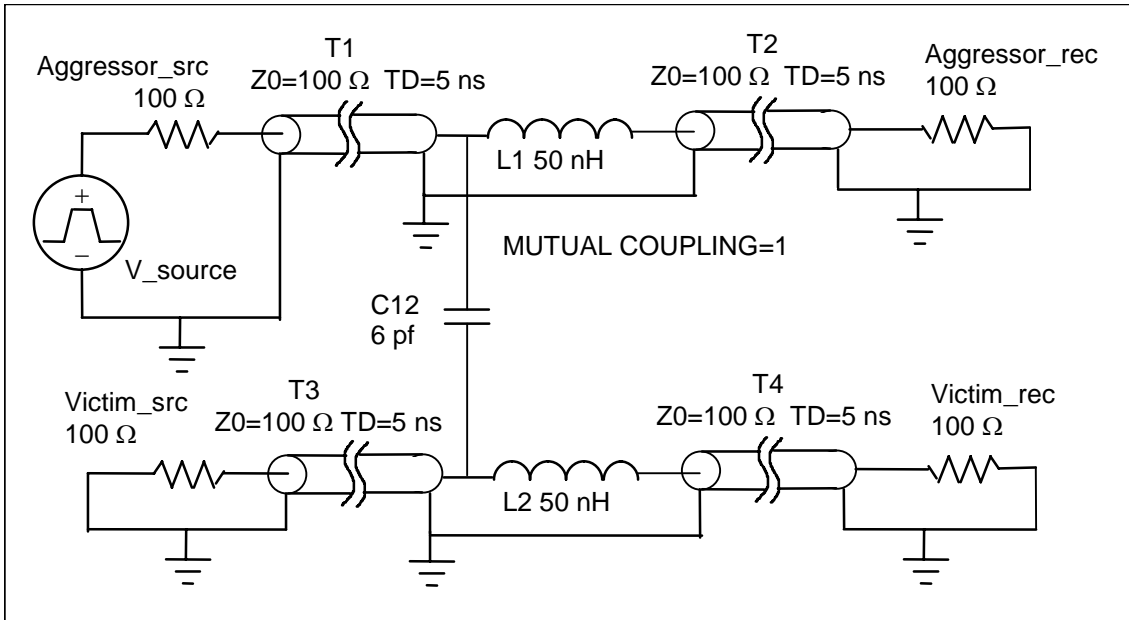 T1
Z0=100 Ω TD=5 ns
T2
Z0=100 Ω TD=5 ns
Aggressor_src
100 Ω
Aggressor_rec
100 Ω
L1 50 nH
+
−
V_source
MUTUAL COUPLING=1
C12
6 pf
T3
Z0=100 Ω TD=5 ns
T4
Z0=100 Ω TD=5 ns
Victim_src
100 Ω
Victim_rec
100 Ω
L2 50 nH